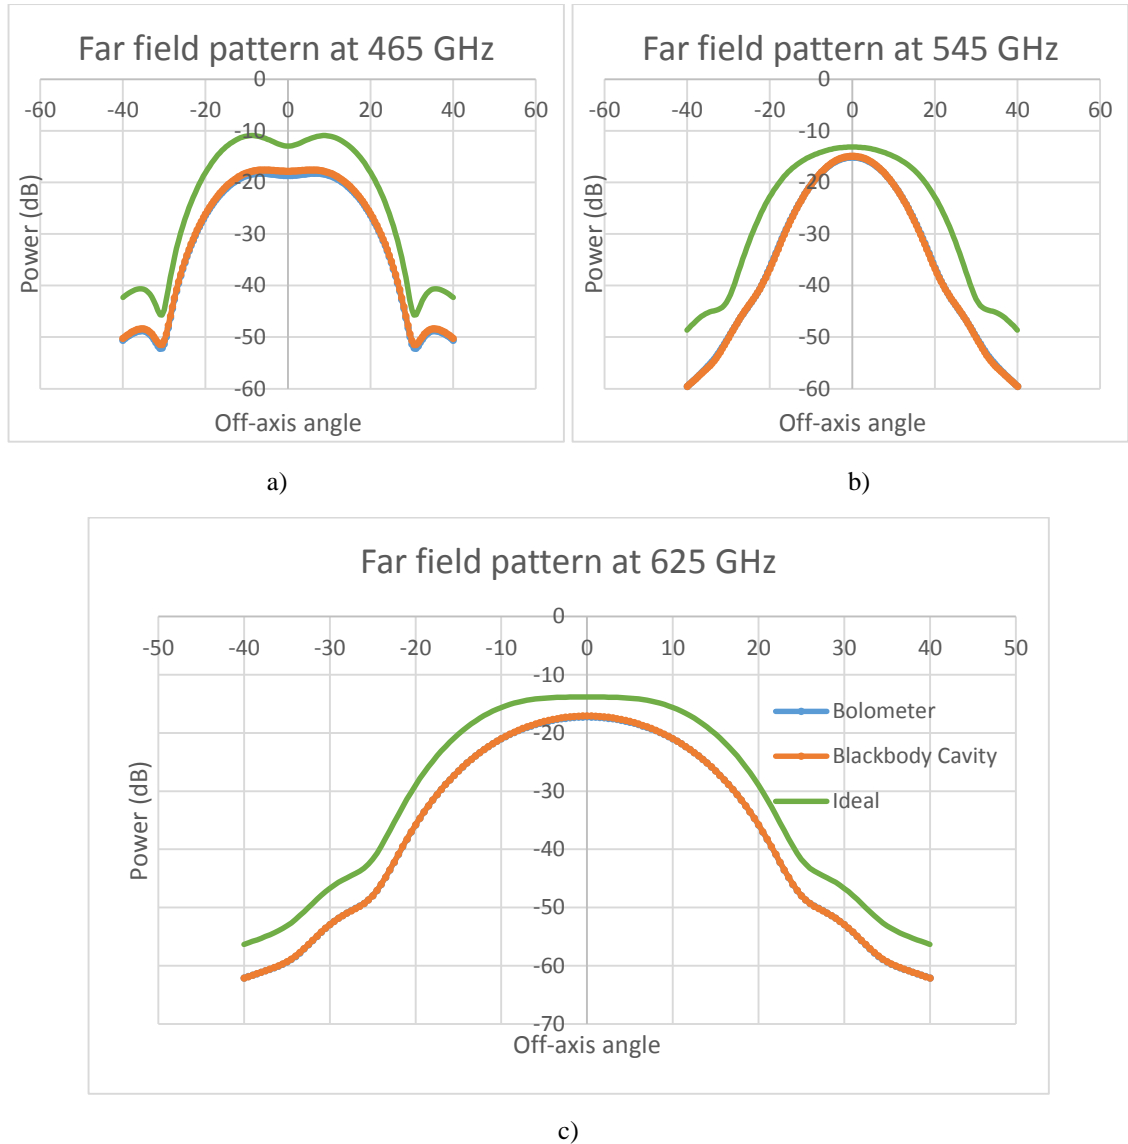 Far field pattern at 465 GHz
0
-60 -40 -20 0 20 40 60
-10
-20
-30
-40
-50
-60
Power (dB)
Off-axis angle
a)
Far field pattern at 545 GHz
0
-60 -40 -20 0 20 40 60
-10
-20
-30
-40
-50
-60
Power (dB)
Off-axis angle
b)
Far field pattern at 625 GHz
0
-50 -40 -30 -20 -10 0 10 20 30 40 50
-10
-20
-30
-40
-50
-60
-70
Power (dB)
Bolometer
Blackbody Cavity
Ideal
Off-axis angle
c)